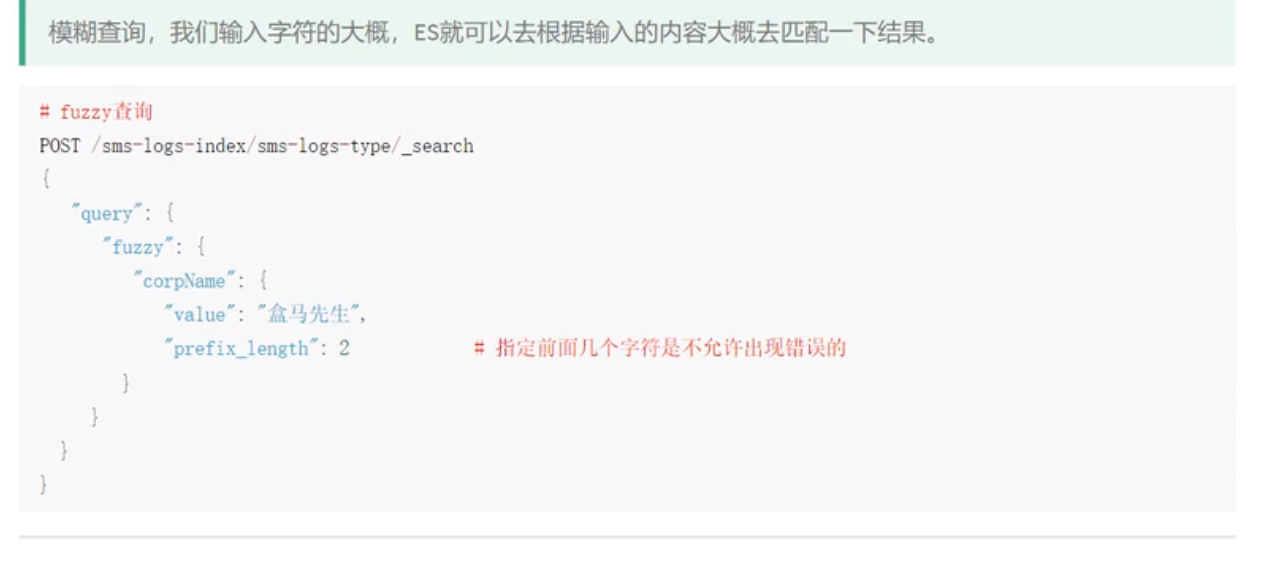 模糊查询，我们输入字符的大概，ES就可以去根据输入的内容大概去匹配一下结果。
# fuzzy查询
POST /sms-logs-index/sms-logs-type/_search
{
"query": {
"fuzzy": {
"corpName": {
"value": "盒马先生",
"prefix_length": 2 # 指定前面几个字符是不允许出现错误的
}
}
}
}